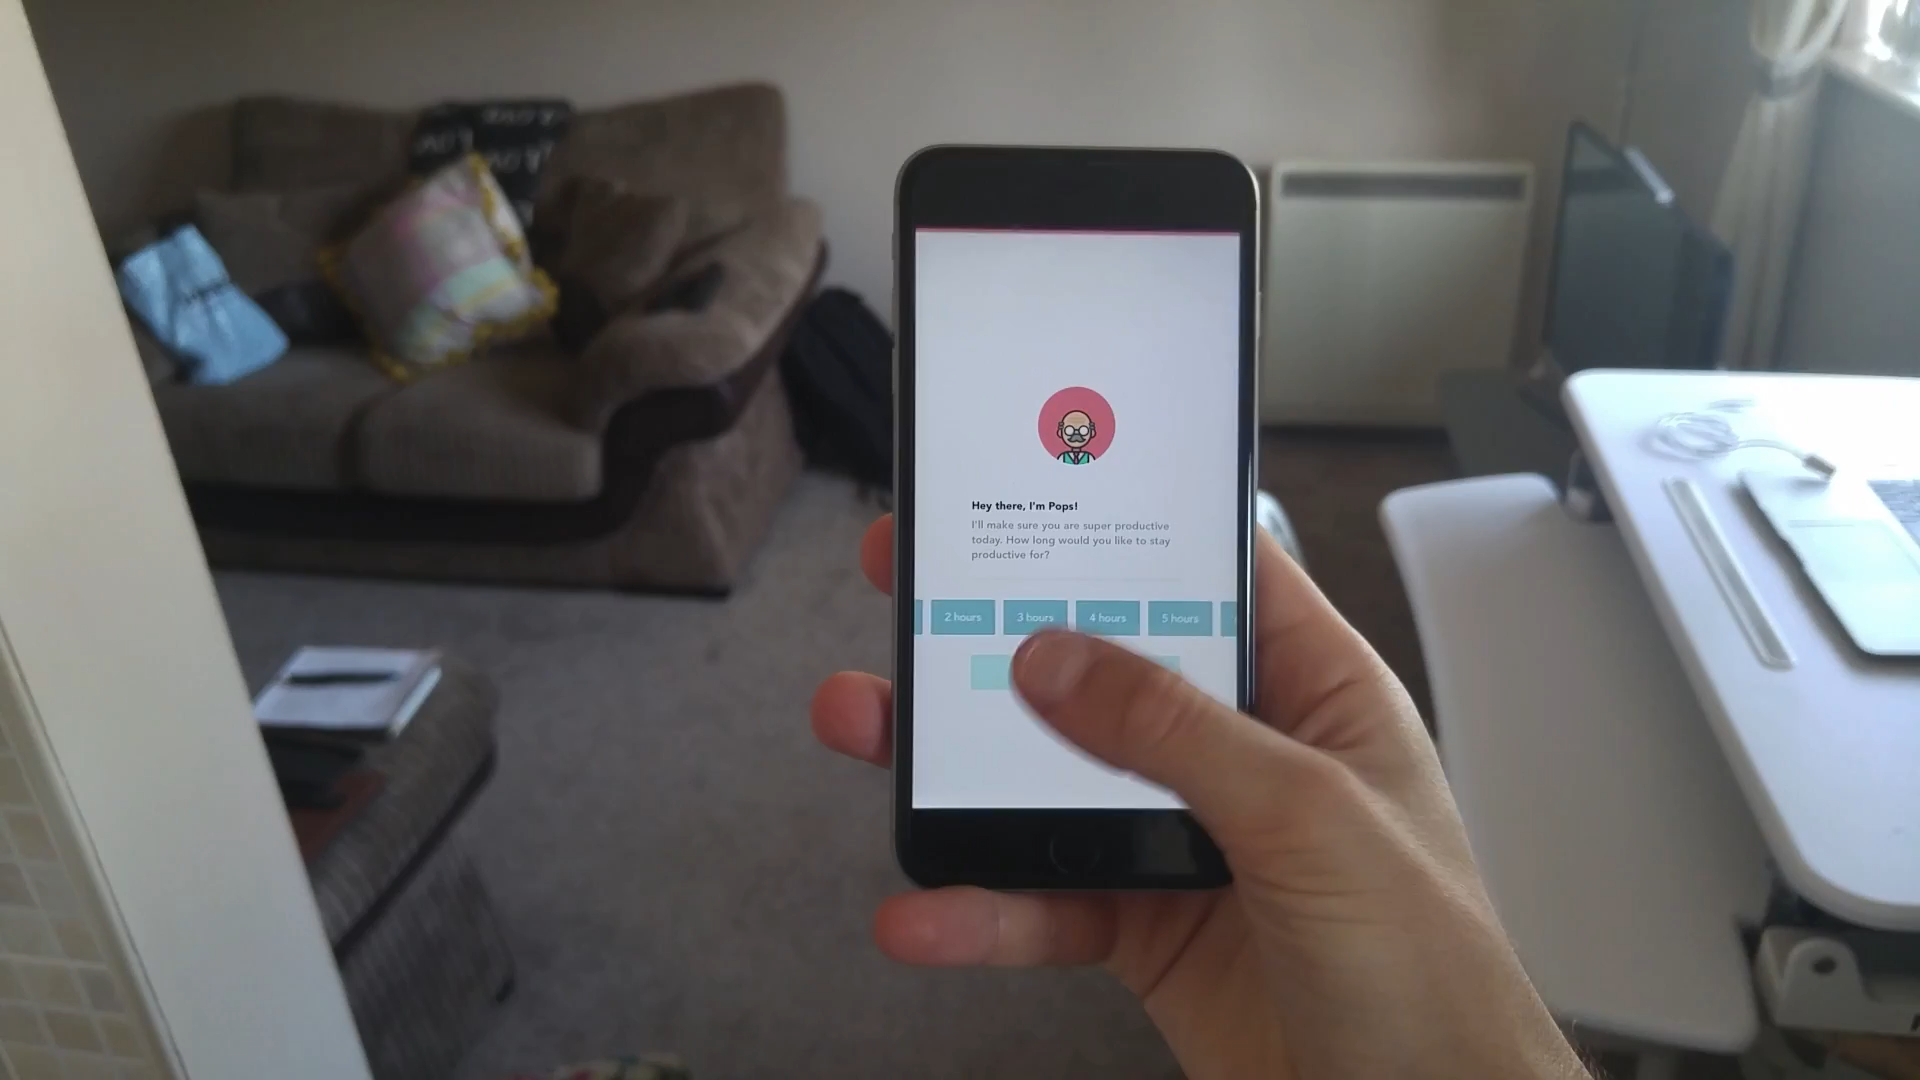 Hey there, I'm Pops!
I'll make sure you are super productive
today. How long would you like to stay
productive for?
2 hours
3 hours
4 hours
5 hours